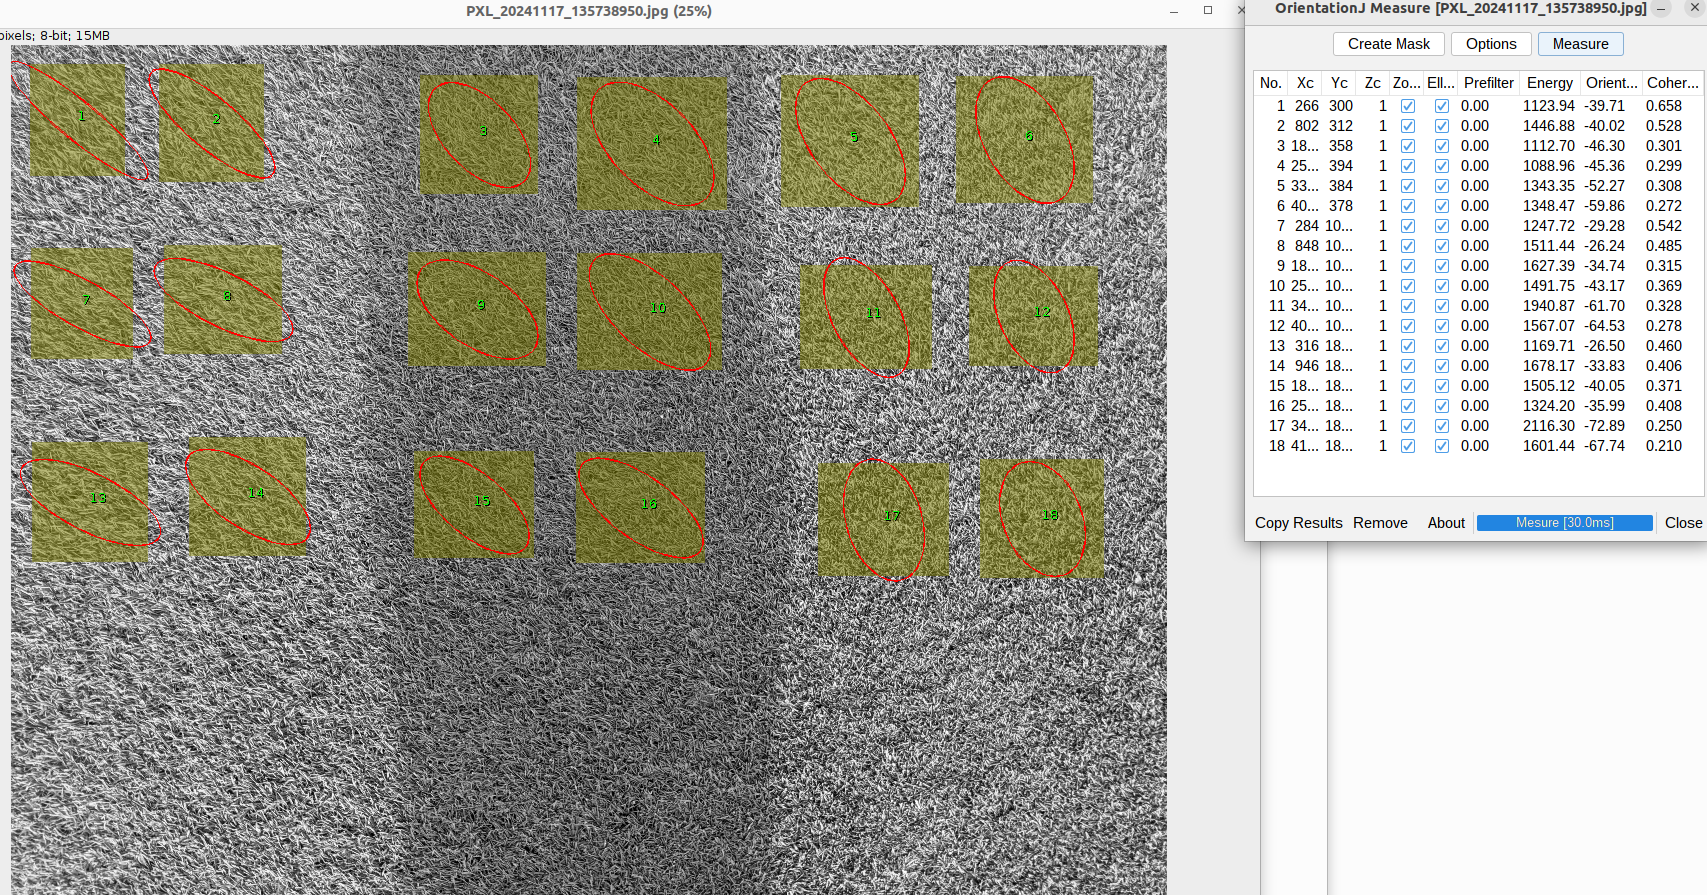 PXL_20241117_135738950.jpg (25%)
pixels; 8-bit; 15MB
1
2
3
4
5
6
7
8
9
10
11
12
13
14
15
16
17
18
OrientationJ Measure [PXL_20241117_135738950.jpg]
Create Mask Options Measure
No. Xc Yc Zc Zo... Ell... Prefilter Energy Orient... Coher...
1 266 300 1 0.00 1123.94 -39.71 0.658
2 802 312 1 0.00 1446.88 -40.02 0.528
3 18... 358 1 0.00 1112.70 -46.30 0.301
4 25... 394 1 0.00 1088.96 -45.36 0.299
5 33... 384 1 0.00 1343.35 -52.27 0.308
6 40... 378 1 0.00 1348.47 -59.86 0.272
7 284 10... 1 0.00 1247.72 -29.28 0.542
8 848 10... 1 0.00 1511.44 -26.24 0.485
9 18... 10... 1 0.00 1627.39 -34.74 0.315
10 25... 10... 1 0.00 1491.75 -43.17 0.369
11 34... 10... 1 0.00 1940.87 -61.70 0.328
12 40... 10... 1 0.00 1567.07 -64.53 0.278
13 316 18... 1 0.00 1169.71 -26.50 0.460
14 946 18... 1 0.00 1678.17 -33.83 0.406
15 18... 18... 1 0.00 1505.12 -40.05 0.371
16 25... 18... 1 0.00 1324.20 -35.99 0.408
17 34... 18... 1 0.00 2116.30 -72.89 0.250
18 41... 18... 1 0.00 1601.44 -67.74 0.210
Copy Results Remove About Mesure [30.0ms] Close